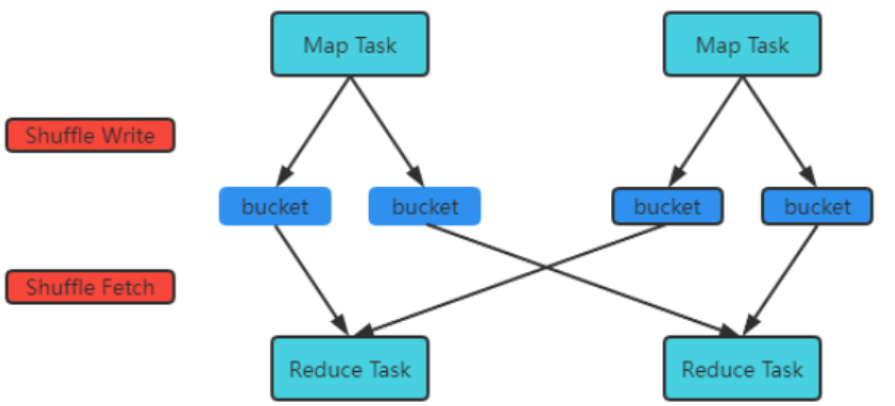 Map Task
Map Task
Shuffle Write
bucket
bucket
bucket
bucket
Shuffle Fetch
Reduce Task
Reduce Task